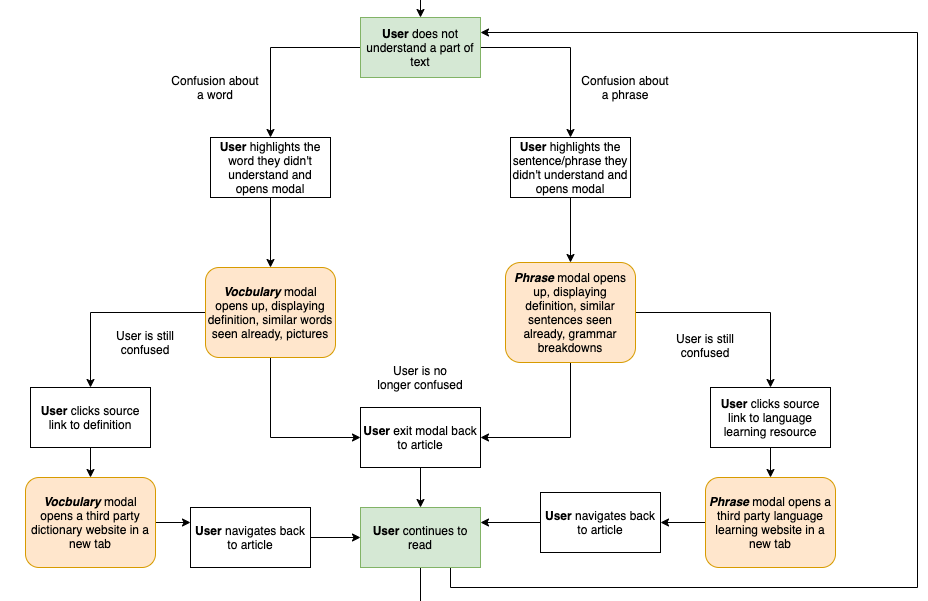 User does not
understand a part of
text
Confusion about
a word
Confusion about
a phrase
User highlights the
word they didn't
understand and
opens modal
User highlights the
sentence/phrase they
didn't understand and
opens modal
Vocbulary modal
opens up, displaying
definition, similar words
seen already, pictures
Phrase modal opens
up, displaying
definition, similar
sentences seen
already, grammar
breakdowns
User is still
confused
User is still
confused
User is no
longer confused
User clicks source
link to definition
User exit modal back
to article
User clicks source
link to language
learning resource
Vocbulary modal
opens a third party
dictionary website in a
new tab
User navigates back
to article
User continues to
read
User navigates back
to article
Phrase modal opens a
third party language
learning website in a
new tab